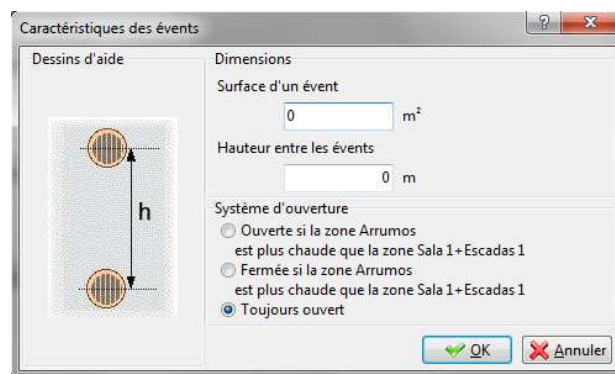 Caractéristiques des évents
Dessins d'aide
h
Dimensions
Surface d'un évent
0 m²
Hauteur entre les évents
0 m
Système d'ouverture
Ouverte si la zone Arrumos
est plus chaude que la zone Sala 1+Escadas 1
Fermée si la zone Arrumos
est plus chaude que la zone Sala 1+Escadas 1
Toujours ouvert
OK Annuler